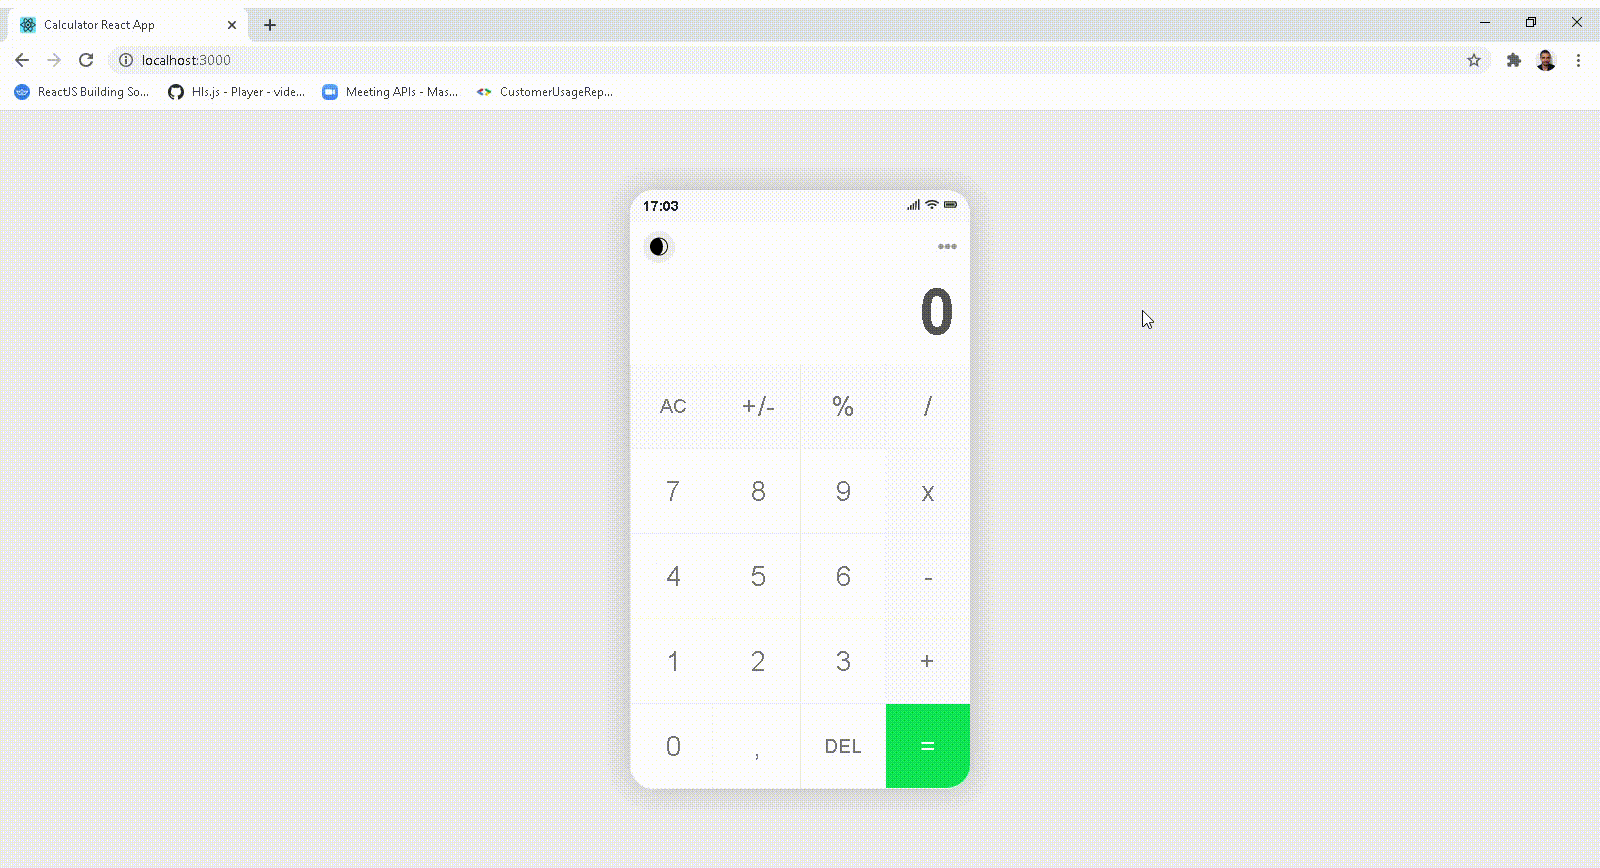 Calculator React App
localhost:3000
ReactJS Building So... Hls.js - Player - vide... Meeting APIs - Mas... CustomerUsageRep...
17:03
0
AC +/- % /
7 8 9 x
4 5 6 -
1 2 3 +
0 , DEL =